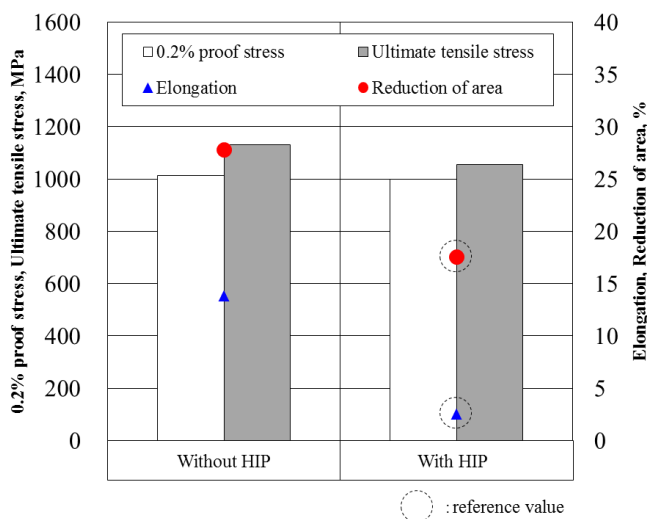 1600
1400
1200
1000
800
600
400
200
0
0.2% proof stress, Ultimate tensile stress, MPa
0.2% proof stress
Ultimate tensile stress
Elongation
Reduction of area
40
35
30
25
20
15
10
5
0
Elongation, Reduction of area, %
Without HIP
With HIP
: reference value